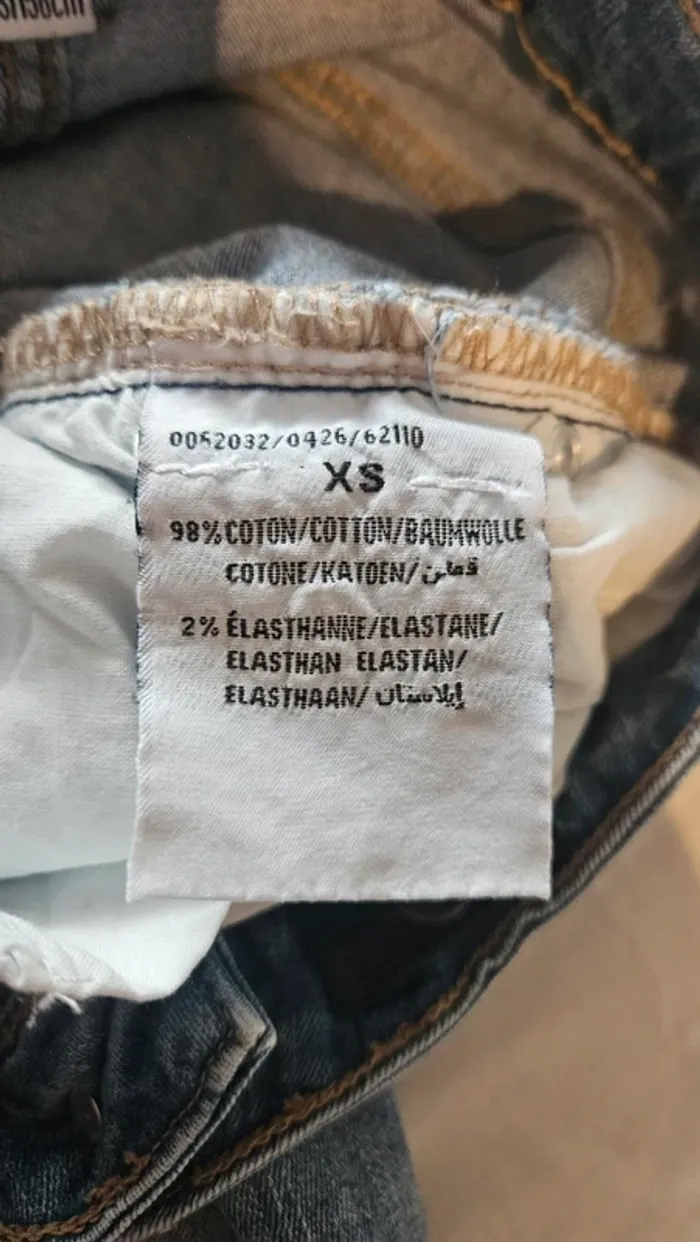 0052032/0426/62110
XS
98% COTON/COTTON/BAUMWOLLE
COTONE/KATOEN/قطن
2% ÉLASTHANNE/ELASTANE/
ELASTHAN ELASTAN/
ELASTHAAN/ إيلاستان